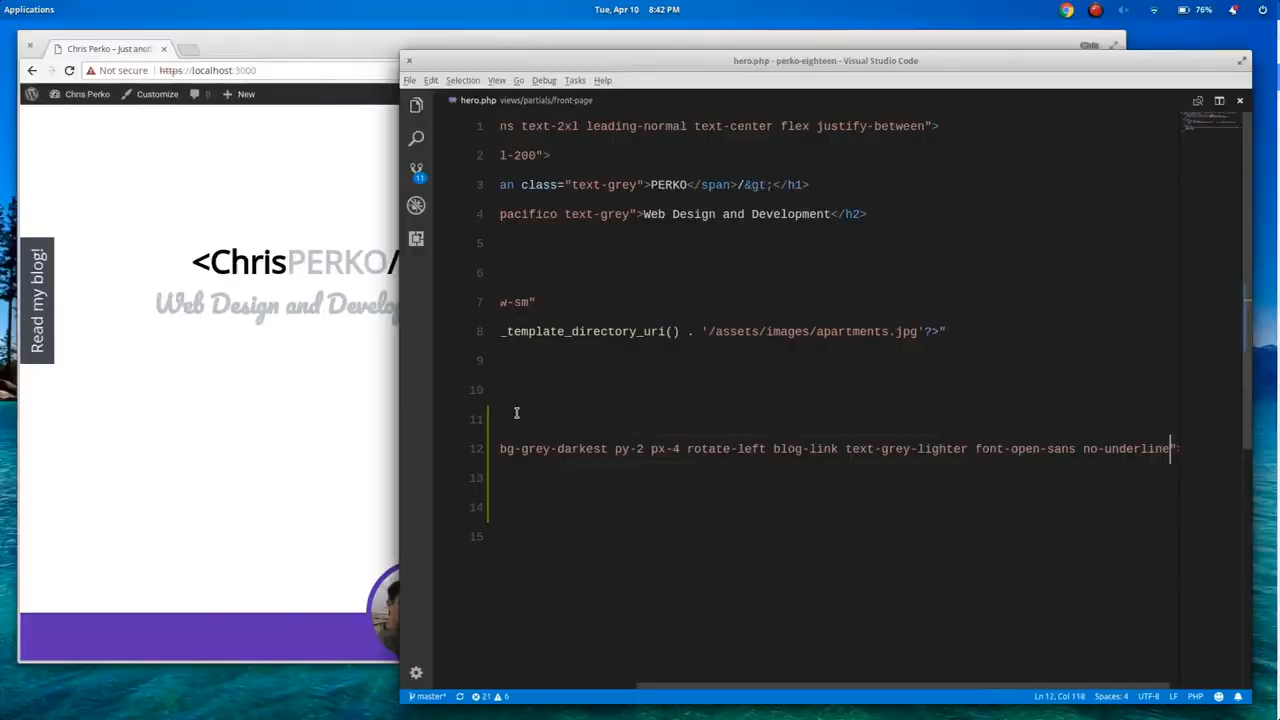 Applications
Tue, Apr 10 8:42 PM
76%
Chris Perko – Just anot
Chris
Not secure https://localhost:3000
Chris Perko Customize 0 New
<ChrisPERKO/
Web Design and Develop
Read my blog!
hero.php - perko-eighteen - Visual Studio Code
File Edit Selection View Go Debug Tasks Help
hero.php views/partials/front-page
11
1 ns text-2xl leading-normal text-center flex justify-between">
2 l-200">
3 an class="text-grey">PERKO</span>/&gt;</h1>
4 pacifico text-grey">Web Design and Development</h2>
5
6
7 w-sm"
8 _template_directory_uri() . '/assets/images/apartments.jpg'?>"
9
10
11
12 bg-grey-darkest py-2 px-4 rotate-left blog-link text-grey-lighter font-open-sans no-underline">
13
14
15
master* 21 6 Ln 12, Col 118 Spaces: 4 UTF-8 LF PHP